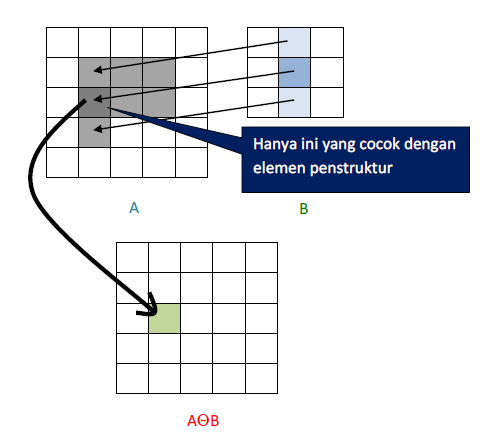 Hanya ini yang cocok dengan
elemen penstruktur
A
B
AΘB